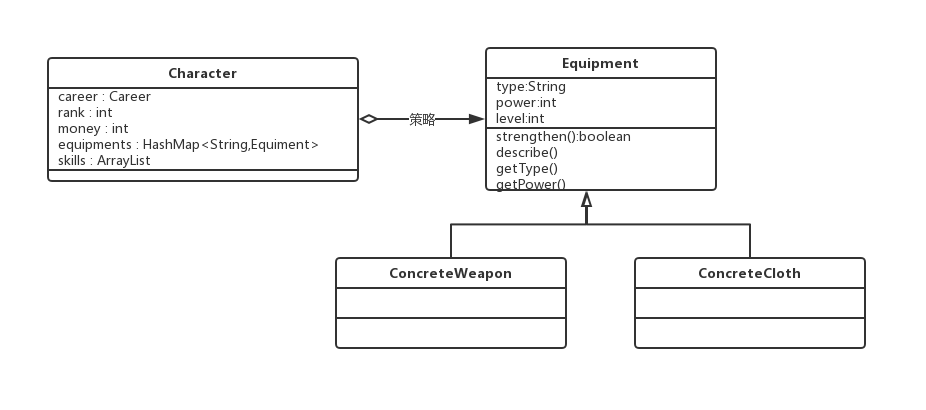 Character
career : Career
rank : int
money : int
equipments : HashMap<String,Equiment>
skills : ArrayList
策略
Equipment
type:String
power:int
level:int
strengthen():boolean
describe()
getType()
getPower()
ConcreteWeapon
ConcreteCloth